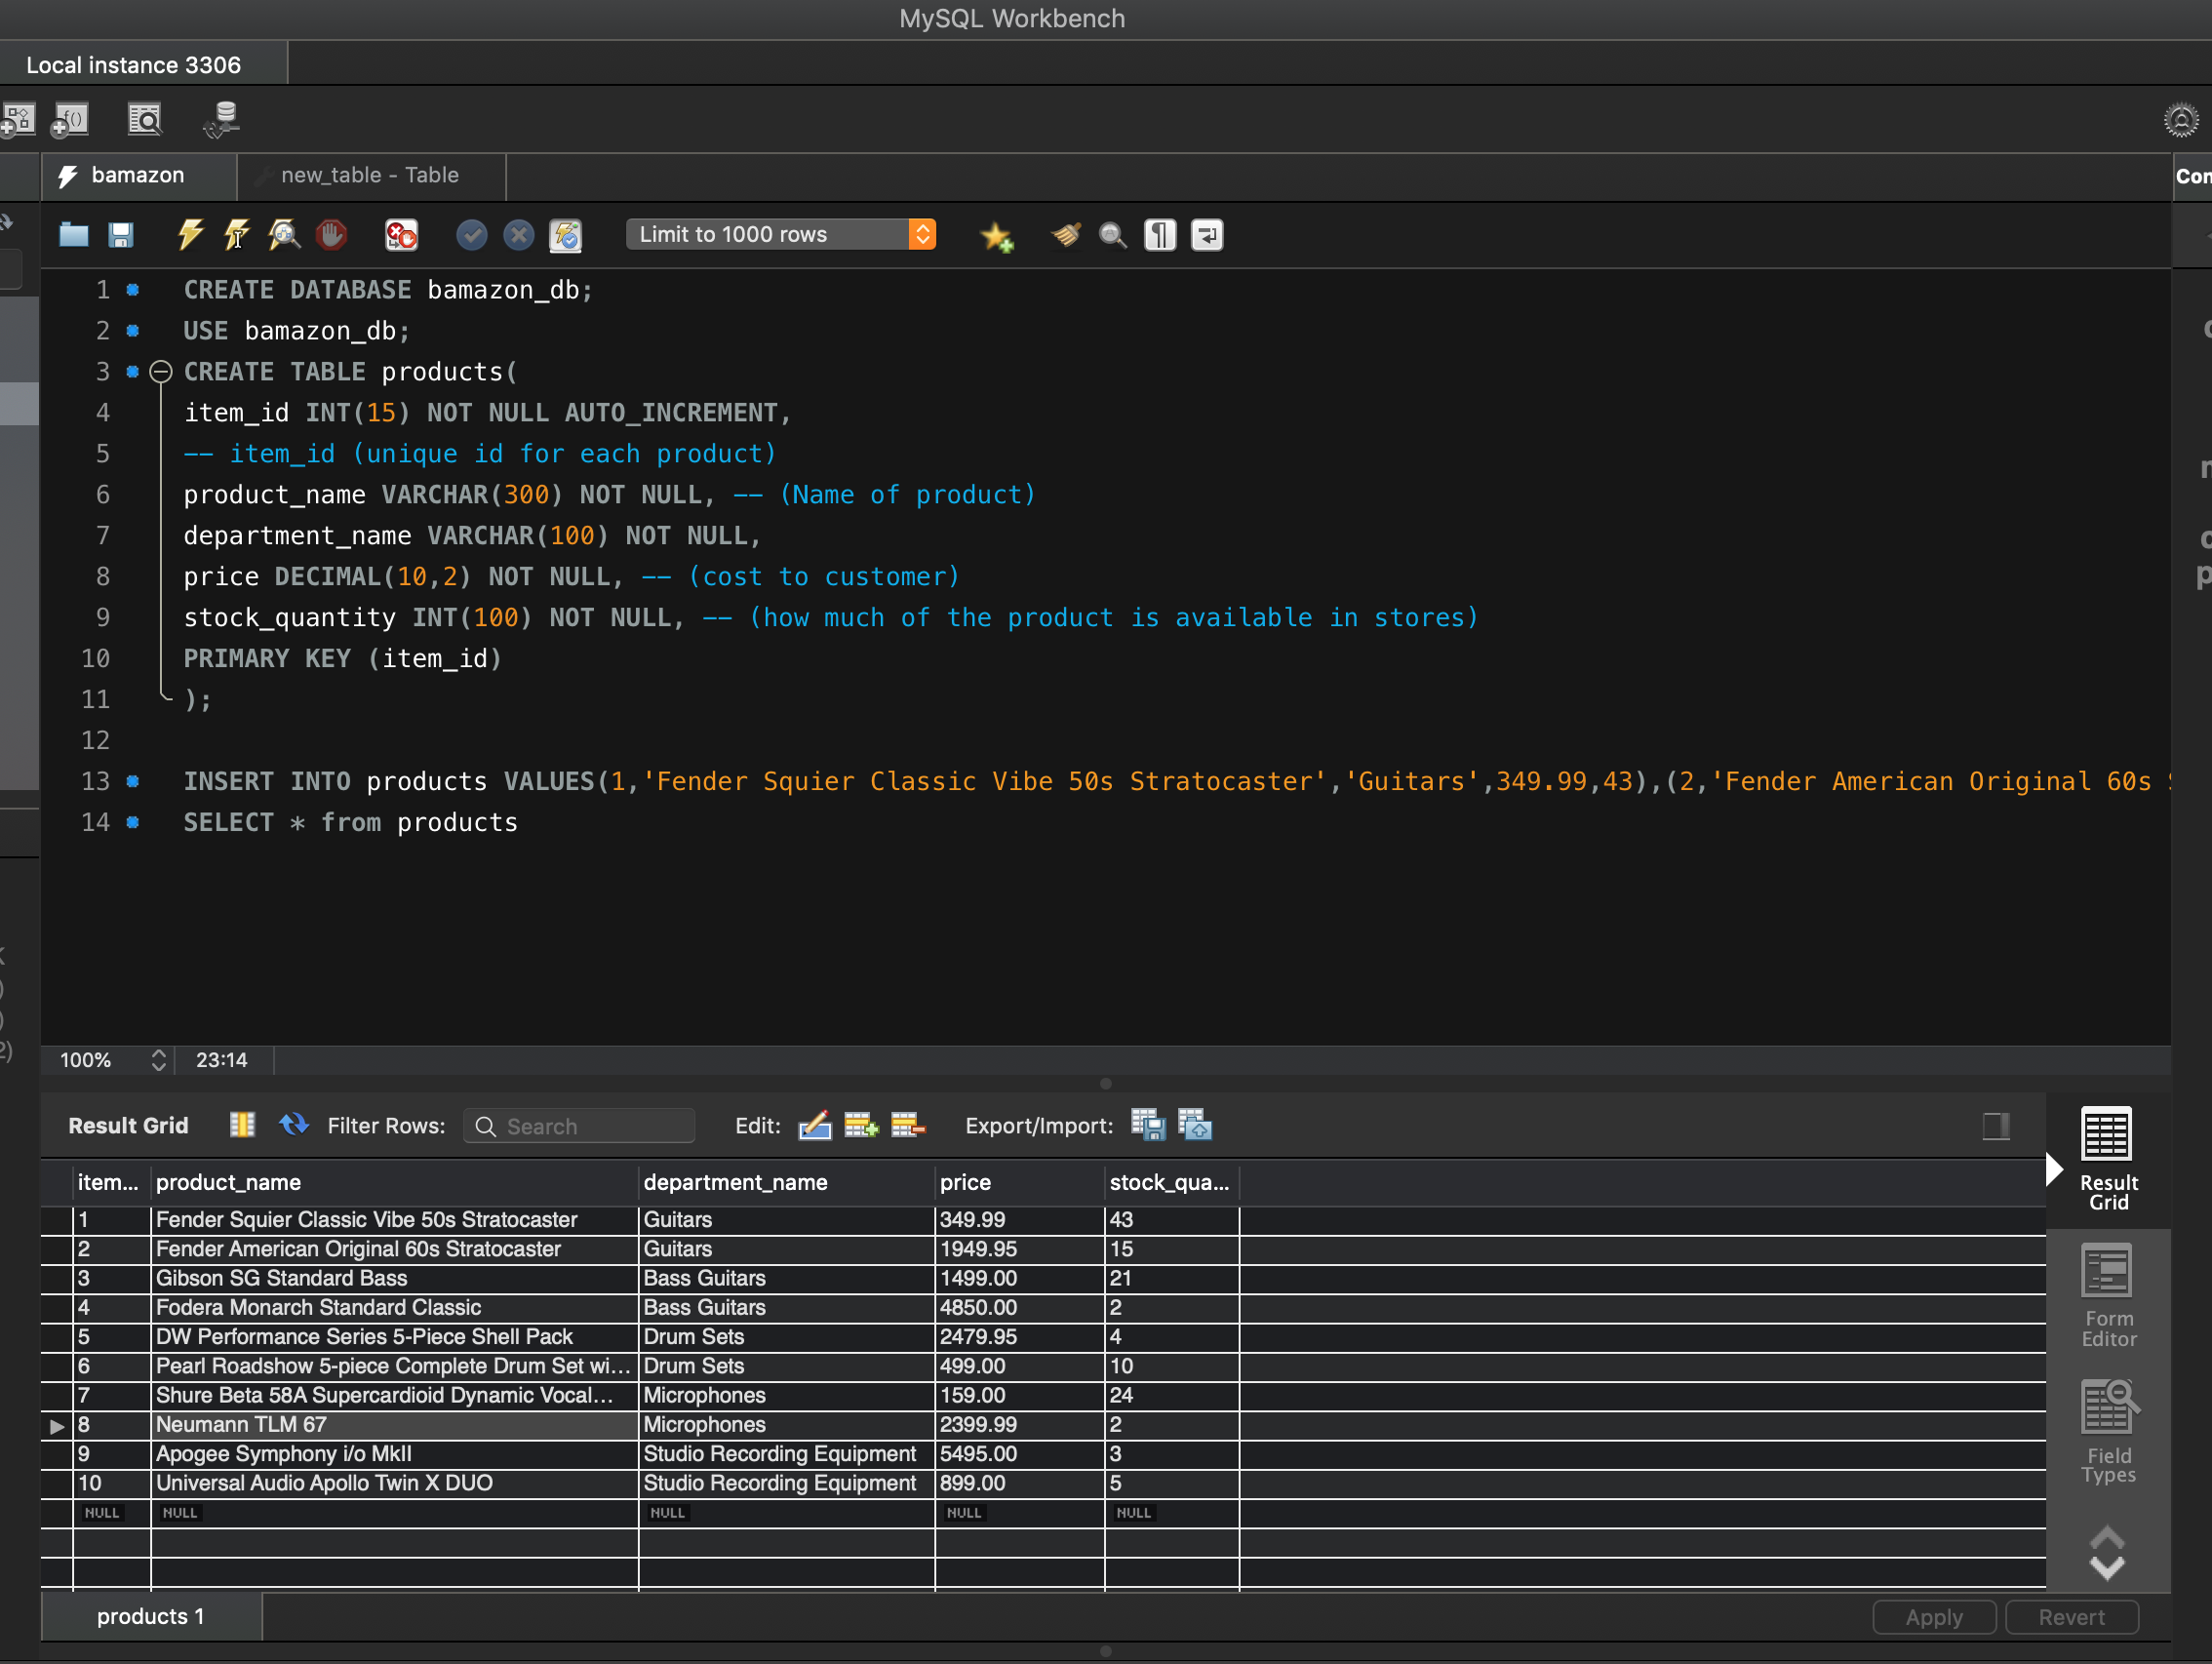 MySQL Workbench
Local instance 3306
bamazon
new_table - Table
Con
Limit to 1000 rows
1 CREATE DATABASE bamazon_db;
2 USE bamazon_db;
3 CREATE TABLE products(
4 item_id INT(15) NOT NULL AUTO_INCREMENT,
5 -- item_id (unique id for each product)
6 product_name VARCHAR(300) NOT NULL, -- (Name of product)
7 department_name VARCHAR(100) NOT NULL,
8 price DECIMAL(10,2) NOT NULL, -- (cost to customer)
9 stock_quantity INT(100) NOT NULL, -- (how much of the product is available in stores)
10 PRIMARY KEY (item_id)
11 );
12
13 INSERT INTO products VALUES(1,'Fender Squier Classic Vibe 50s Stratocaster','Guitars',349.99,43),(2,'Fender American Original 60s
14 SELECT * from products
100% 23:14
Result Grid Filter Rows: Search Edit: Export/Import:
item... product_name department_name price stock_qua...
1 Fender Squier Classic Vibe 50s Stratocaster Guitars 349.99 43
2 Fender American Original 60s Stratocaster Guitars 1949.95 15
3 Gibson SG Standard Bass Bass Guitars 1499.00 21
4 Fodera Monarch Standard Classic Bass Guitars 4850.00 2
5 DW Performance Series 5-Piece Shell Pack Drum Sets 2479.95 4
6 Pearl Roadshow 5-piece Complete Drum Set wi... Drum Sets 499.00 10
7 Shure Beta 58A Supercardioid Dynamic Vocal... Microphones 159.00 24
8 Neumann TLM 67 Microphones 2399.99 2
9 Apogee Symphony i/o MkII Studio Recording Equipment 5495.00 3
10 Universal Audio Apollo Twin X DUO Studio Recording Equipment 899.00 5
NULL NULL NULL NULL NULL
Result
Grid
Form
Editor
Field
Types
products 1
Apply Revert